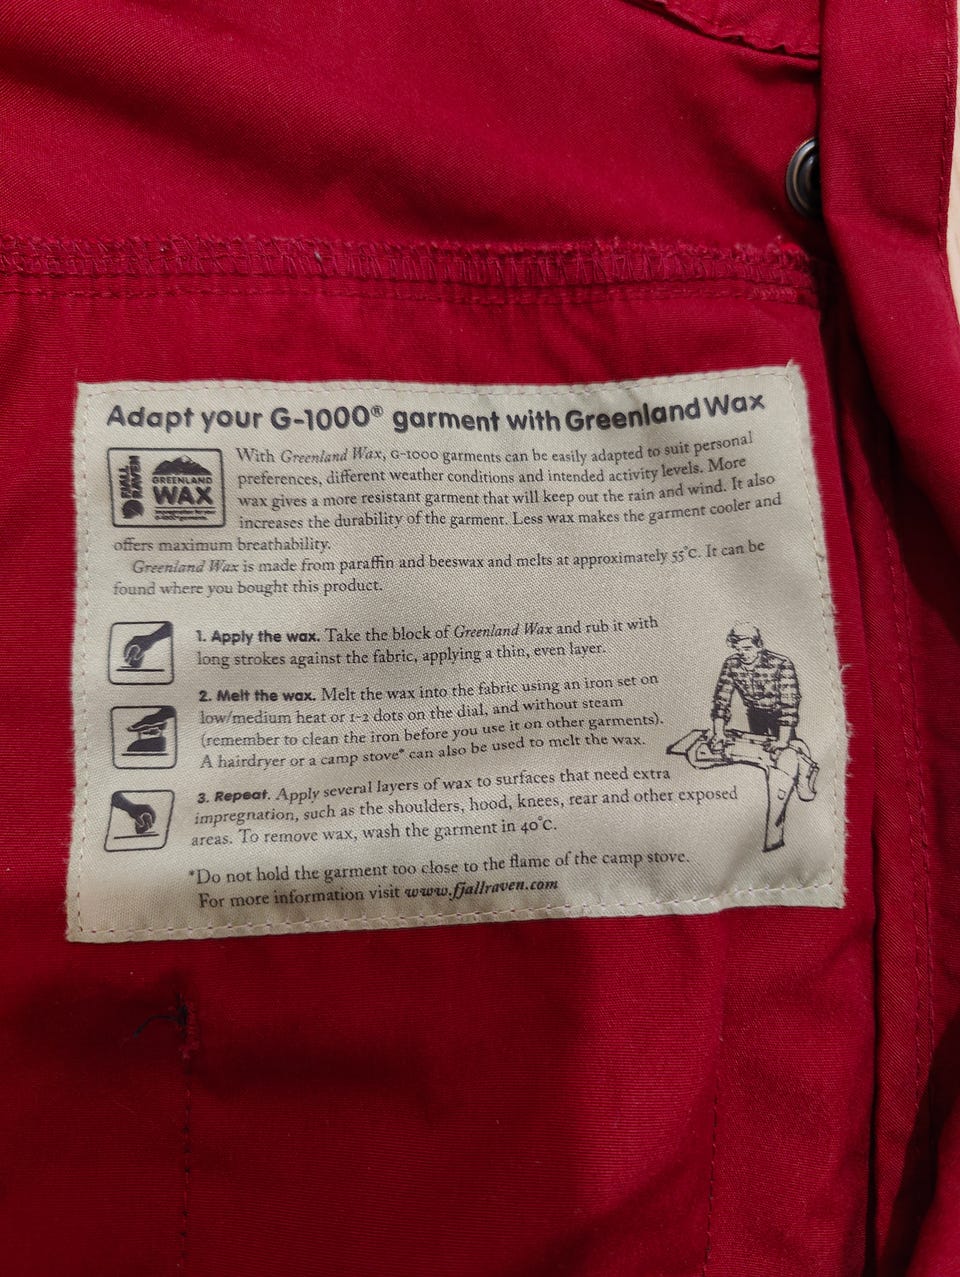 Adapt your G-1000® garment with Greenland Wax
FJÄLL
RÄVEN
GREENLAND
WAX
With Greenland Wax, G-1000 garments can be easily adapted to suit personal
preferences, different weather conditions and intended activity levels. More
wax gives a more resistant garment that will keep out the rain and wind. It also
increases the durability of the garment. Less wax makes the garment cooler and
offers maximum breathability.
Greenland Wax is made from paraffin and beeswax and melts at approximately 55°C. It can be
found where you bought this product.
1. Apply the wax. Take the block of Greenland Wax and rub it with
long strokes against the fabric, applying a thin, even layer.
2. Melt the wax. Melt the wax into the fabric using an iron set on
low/medium heat or 1-2 dots on the dial, and without steam
(remember to clean the iron before you use it on other garments).
A hairdryer or a camp stove* can also be used to melt the wax.
3. Repeat. Apply several layers of wax to surfaces that need extra
impregnation, such as the shoulders, hood, knees, rear and other exposed
areas. To remove wax, wash the garment in 40°C.
*Do not hold the garment too close to the flame of the camp stove.
For more information visit www.fjallraven.com